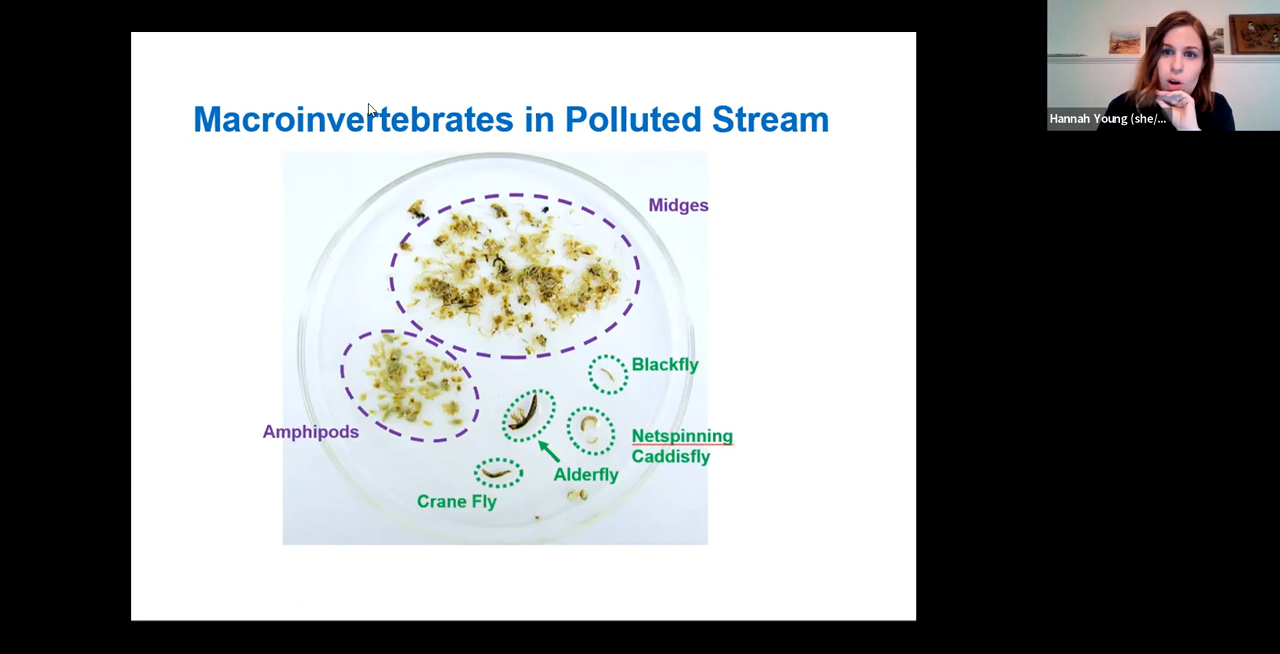 Macroinvertebrates in Polluted Stream
Midges
Blackfly
Amphipods
Netspinning
Caddisfly
Alderfly
Crane Fly
Hannah Young (she/...